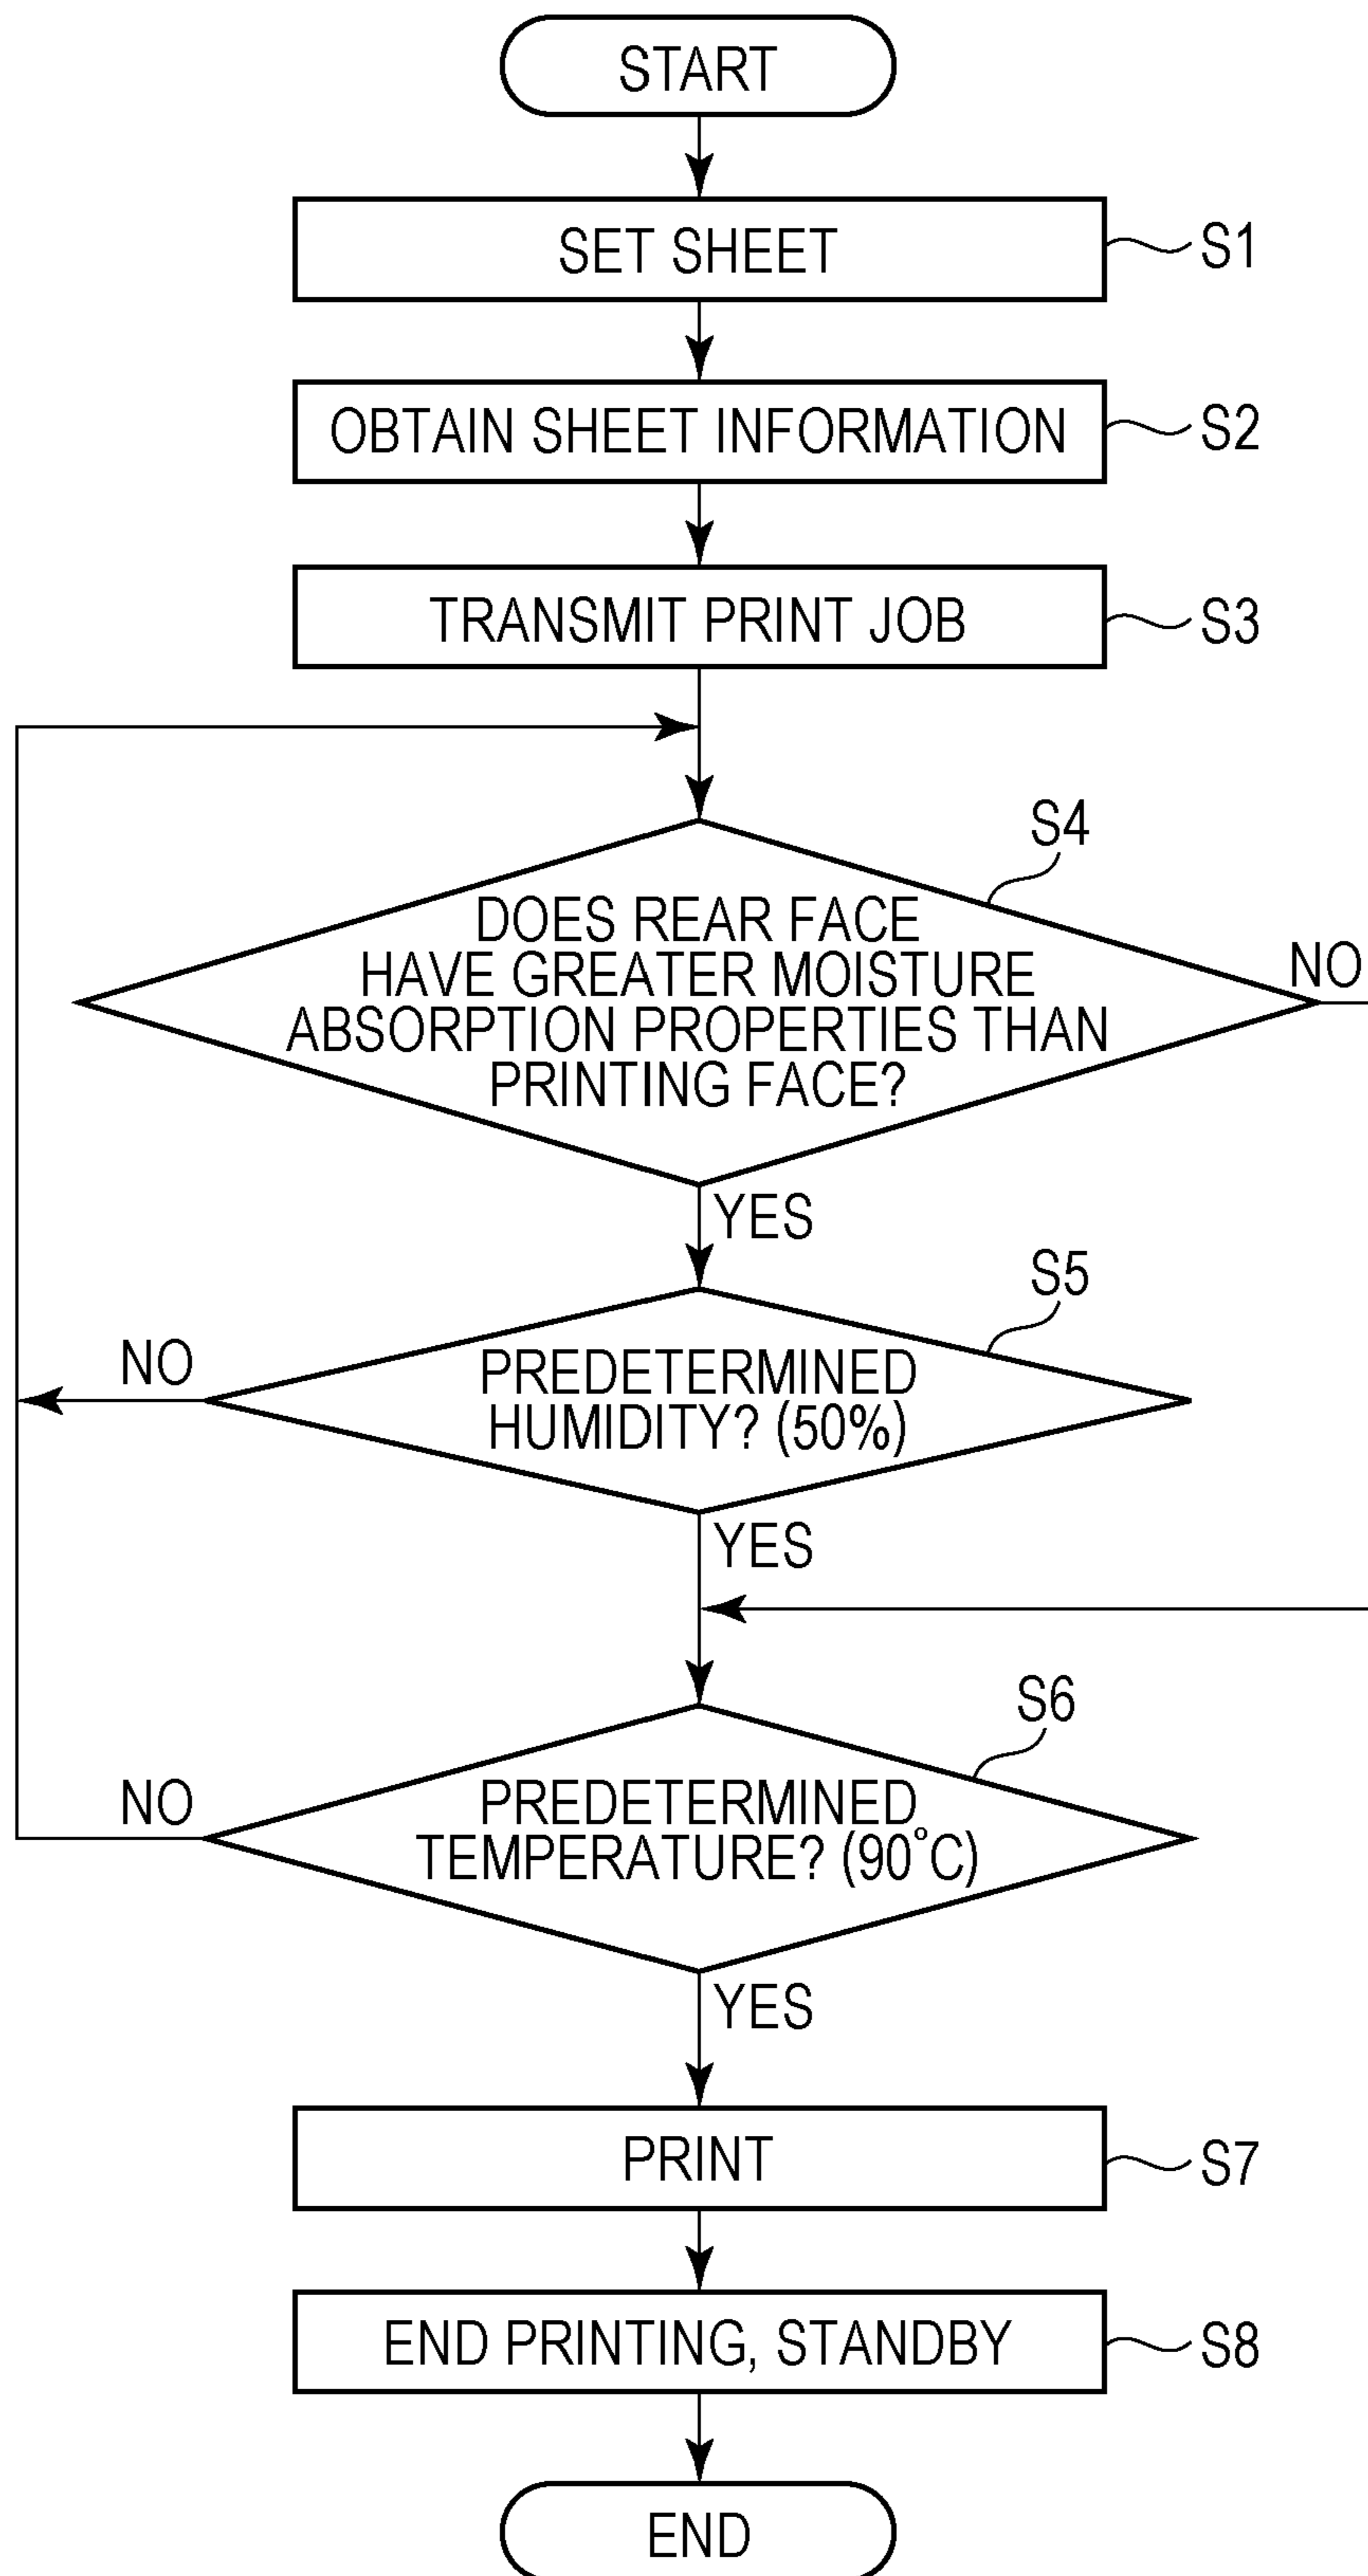 START
SET SHEET
S1
OBTAIN SHEET INFORMATION
S2
TRANSMIT PRINT JOB
S3
S4
DOES REAR FACE
HAVE GREATER MOISTURE
ABSORPTION PROPERTIES THAN
PRINTING FACE?
NO
YES
S5
PREDETERMINED
HUMIDITY? (50%)
NO
YES
S6
PREDETERMINED
TEMPERATURE? (90°C)
NO
YES
PRINT
S7
END PRINTING, STANDBY
S8
END